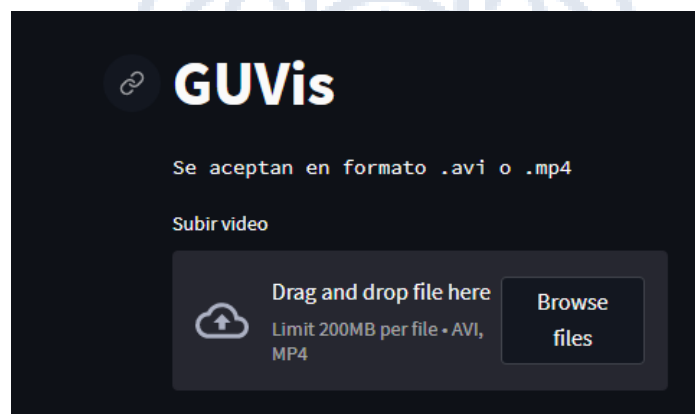 GUVis
Se aceptan en formato .avi o .mp4
Subir video
Drag and drop file here
Limit 200MB per file • AVI,
MP4
Browse
files